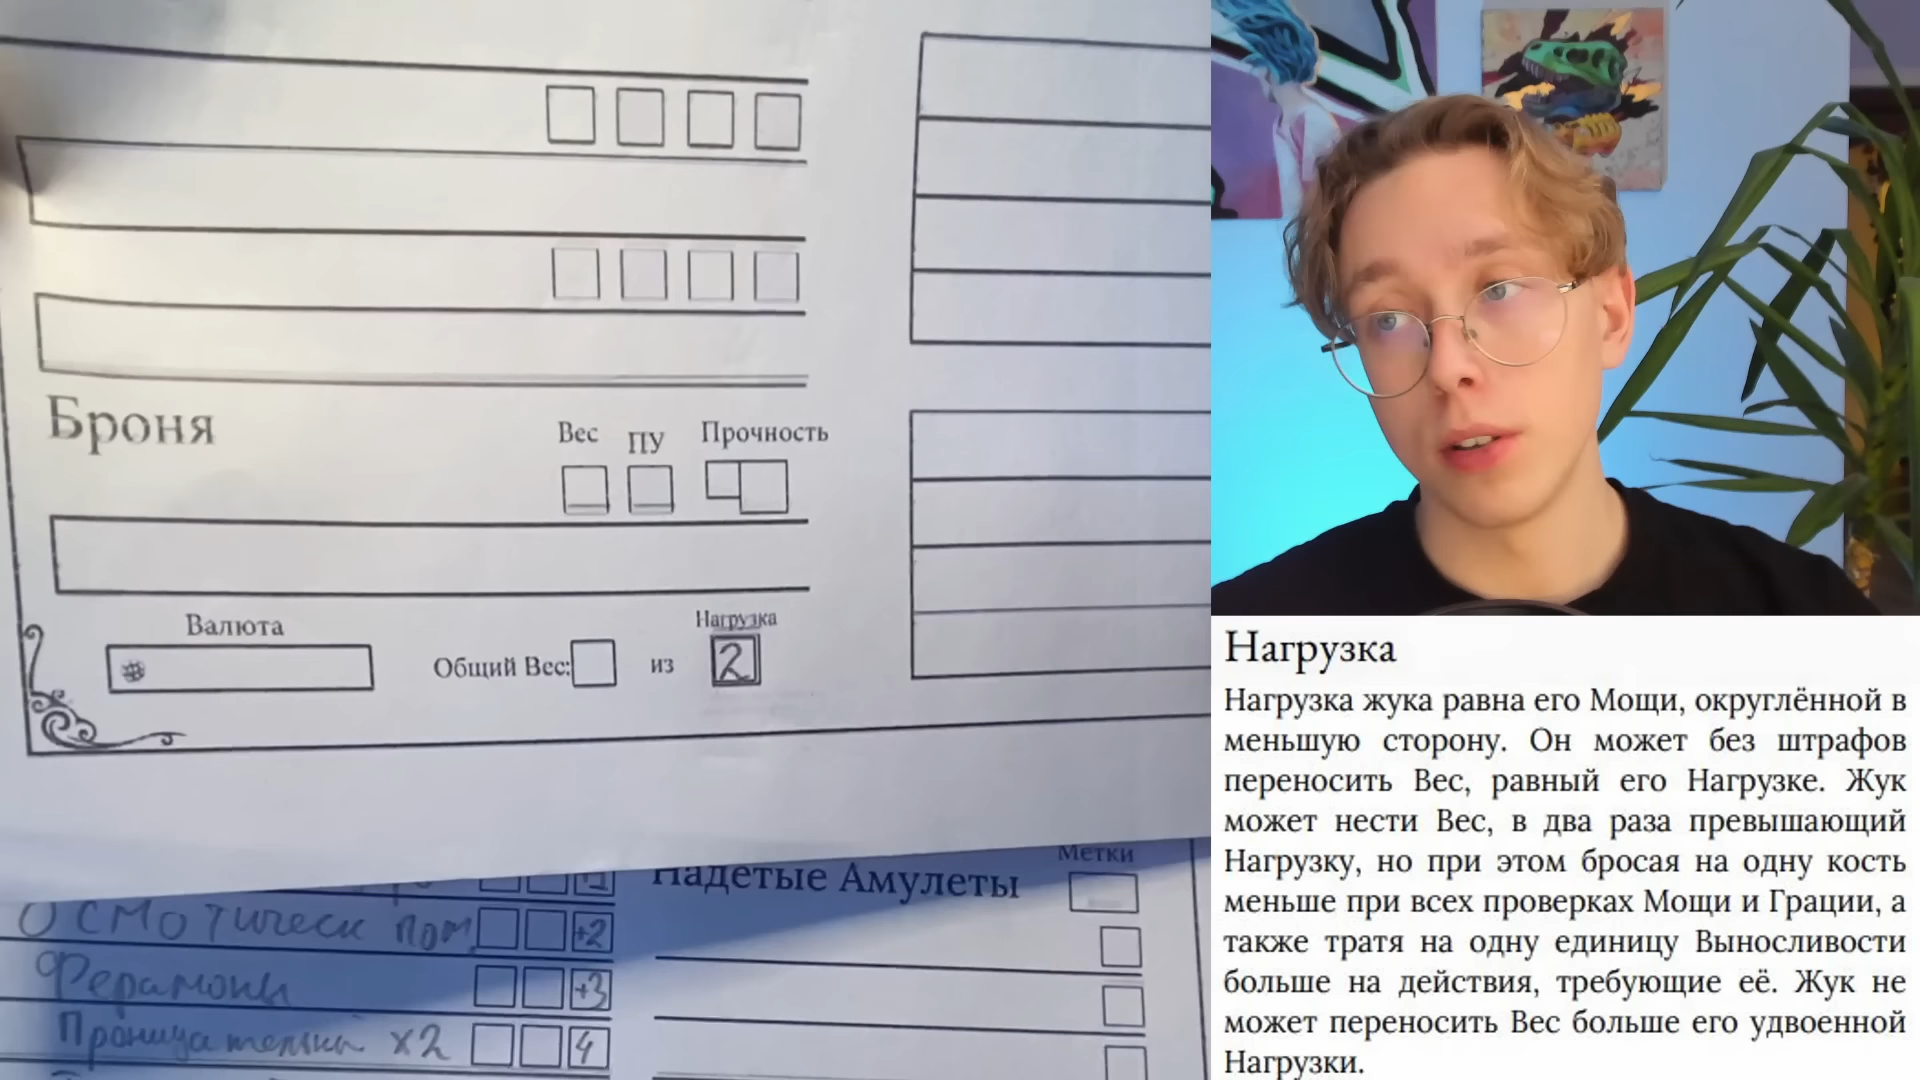 Броня
Вес ПУ Прочность
Валюта
Общий Вес: из Нагрузка 2
Метки
Надетые Амулеты
Осмотическ пом +2
Ферамоны +3
Проницательный x2 4
Нагрузка
Нагрузка жука равна его Мощи, округлённой в
меньшую сторону. Он может без штрафов
переносить Вес, равный его Нагрузке. Жук
может нести Вес, в два раза превышающий
Нагрузку, но при этом бросая на одну кость
меньше при всех проверках Мощи и Грации, а
также тратя на одну единицу Выносливости
больше на действия, требующие её. Жук не
может переносить Вес больше его удвоенной
Нагрузки.